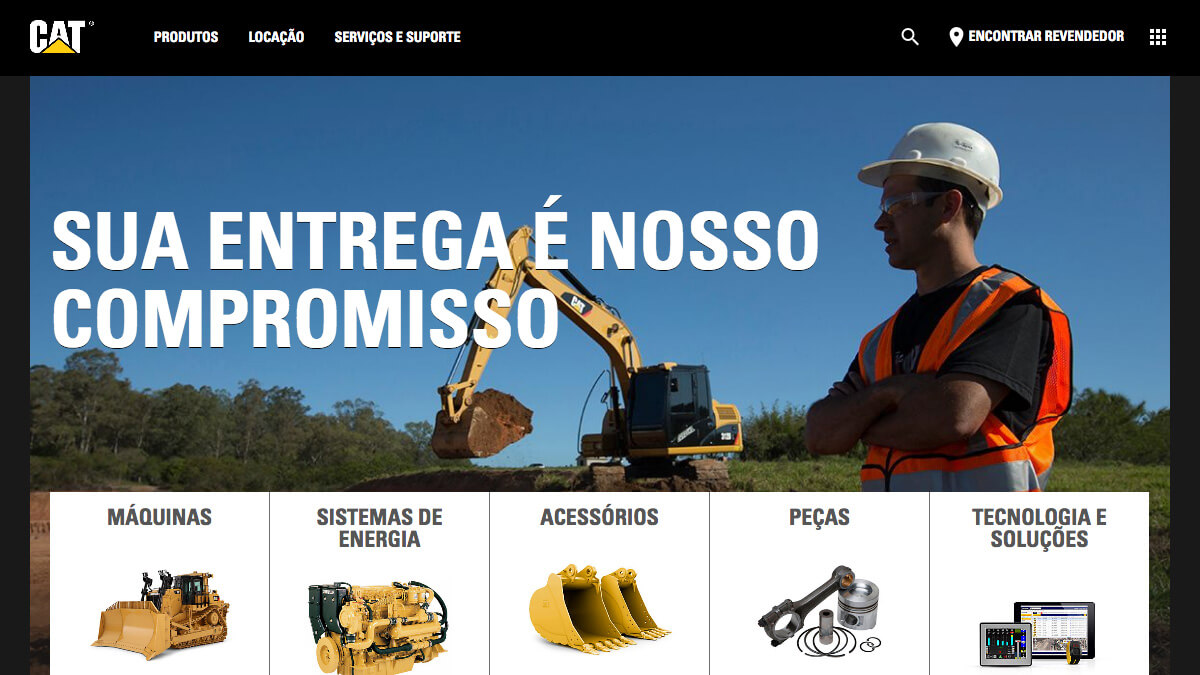 CAT®
PRODUTOS
LOCAÇÃO
SERVIÇOS E SUPORTE
ENCONTRAR REVENDEDOR
SUA ENTREGA É NOSSO
COMPROMISSO
CAT
MÁQUINAS
SISTEMAS DE
ENERGIA
ACESSÓRIOS
PEÇAS
TECNOLOGIA E
SOLUÇÕES